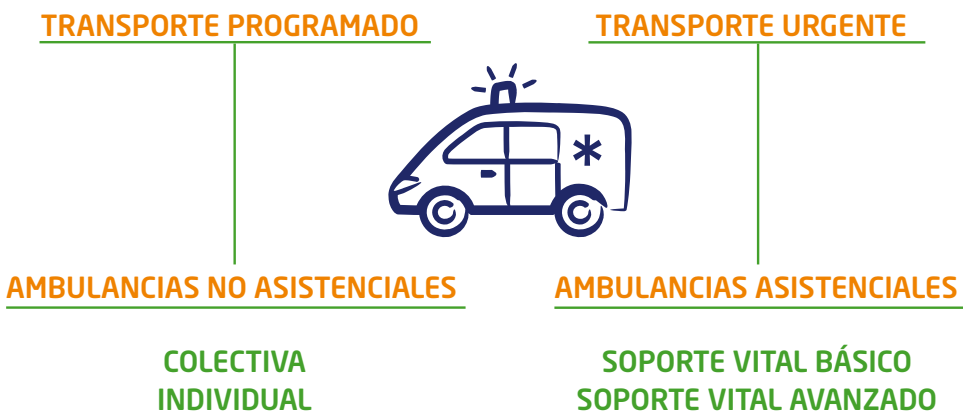 TRANSPORTE PROGRAMADO
TRANSPORTE URGENTE
AMBULANCIAS NO ASISTENCIALES
AMBULANCIAS ASISTENCIALES
COLECTIVA
INDIVIDUAL
SOPORTE VITAL BÁSICO
SOPORTE VITAL AVANZADO